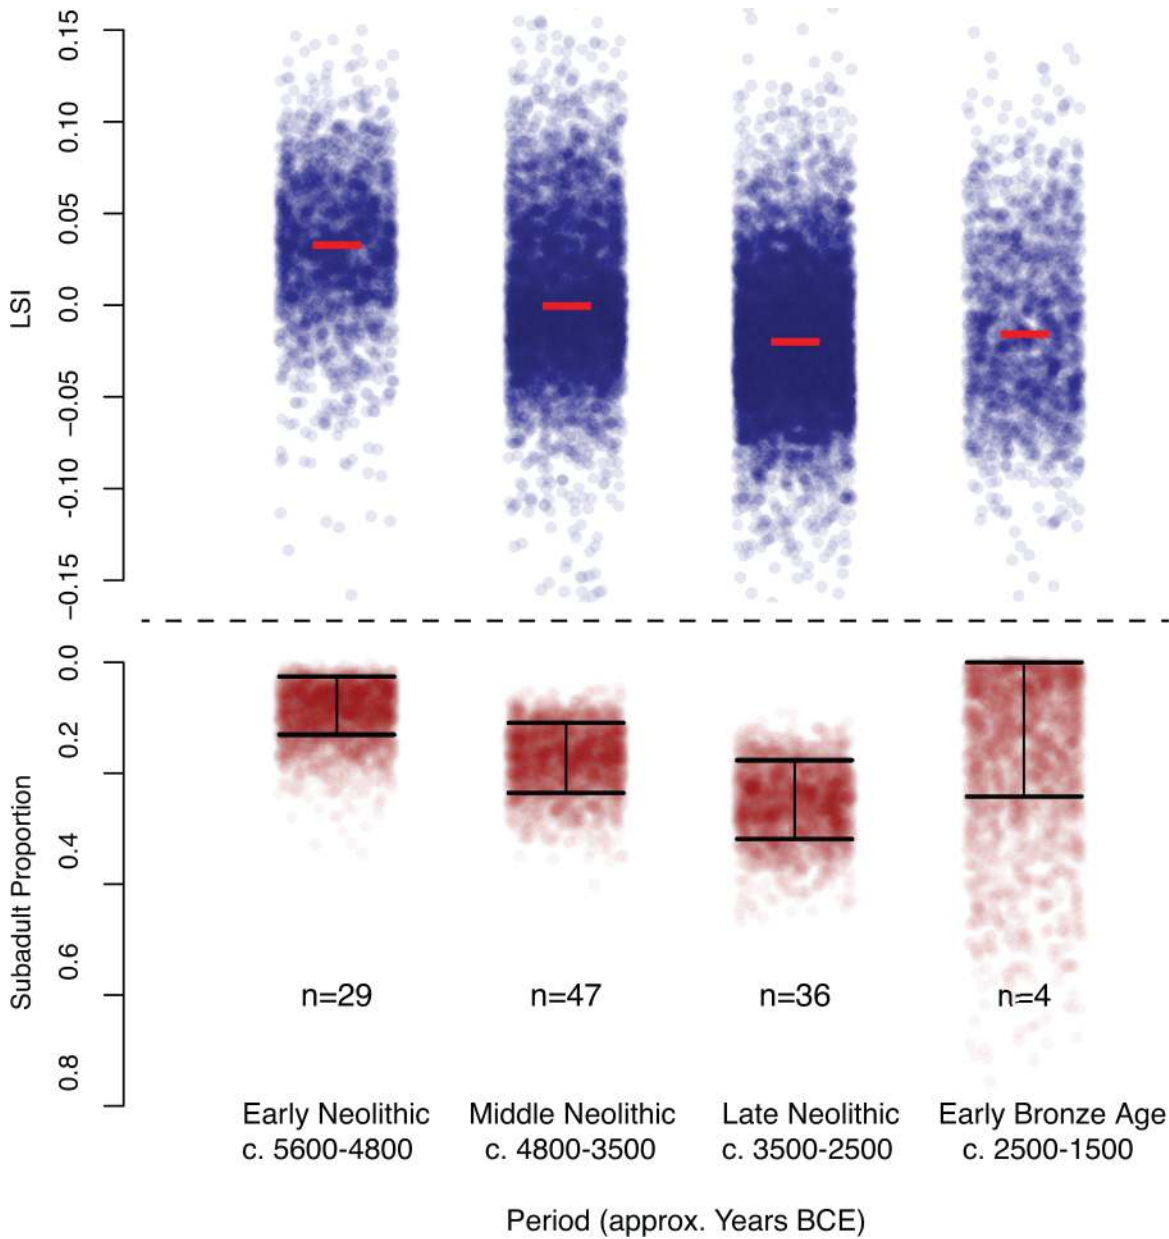 LSI
0.15
0.10
0.05
0.0
−0.05
-0.10
−0.15
Subadult Proportion
0.0
0.2
0.4
0.6
0.8
n=29
n=47
n=36
n=4
Early Neolithic
c. 5600-4800
Middle Neolithic
c. 4800-3500
Late Neolithic
c. 3500-2500
Early Bronze Age
c. 2500-1500
Period (approx. Years BCE)